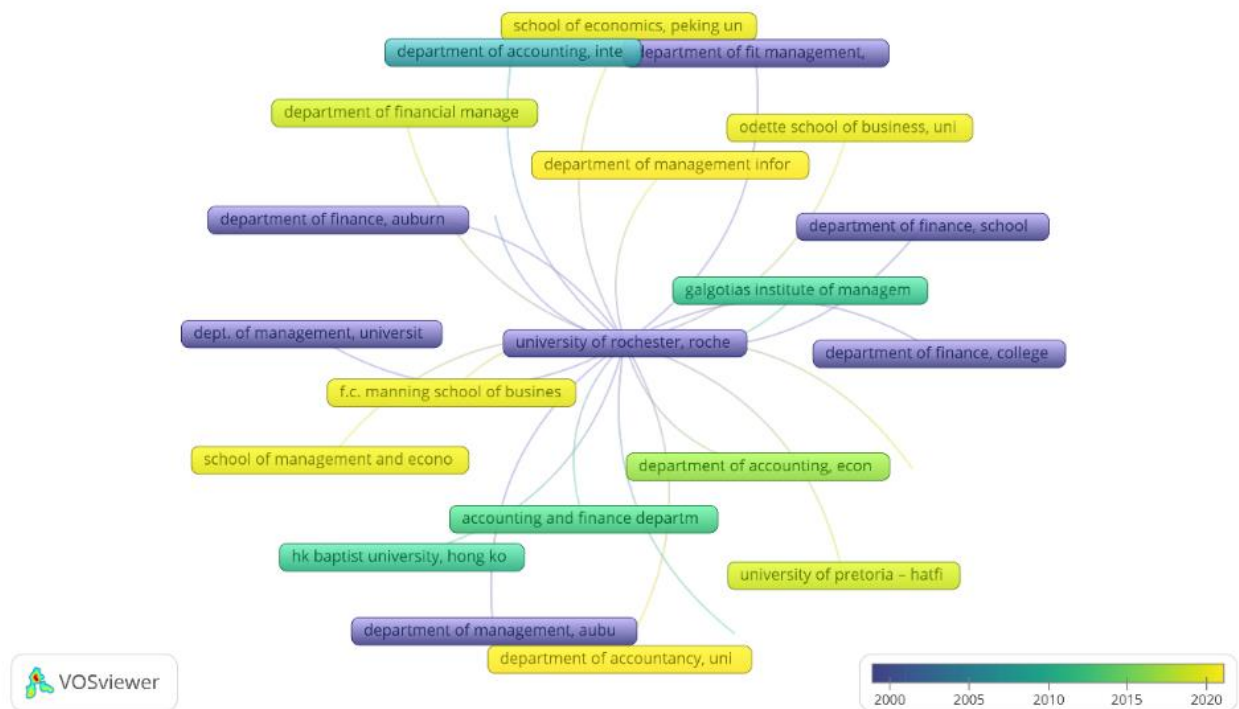 school of economics, peking un
department of accounting, inte
department of fit management,
department of financial manage
odette school of business, uni
department of management infor
department of finance, auburn
department of finance, school
galgotias institute of managem
dept. of management, universit
university of rochester, roche
department of finance, college
f.c. manning school of busines
school of management and econo
department of accounting, econ
accounting and finance departm
hk baptist university, hong ko
university of pretoria – hatfi
department of management, aubu
department of accountancy, uni
VOSviewer
2000 2005 2010 2015 2020